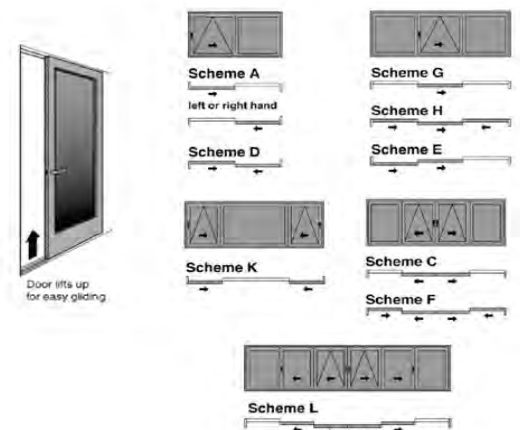 Scheme A
left or right hand
Scheme D
Scheme G
Scheme H
Scheme E
Door lifts up
for easy gliding
Scheme K
Scheme C
Scheme F
Scheme L